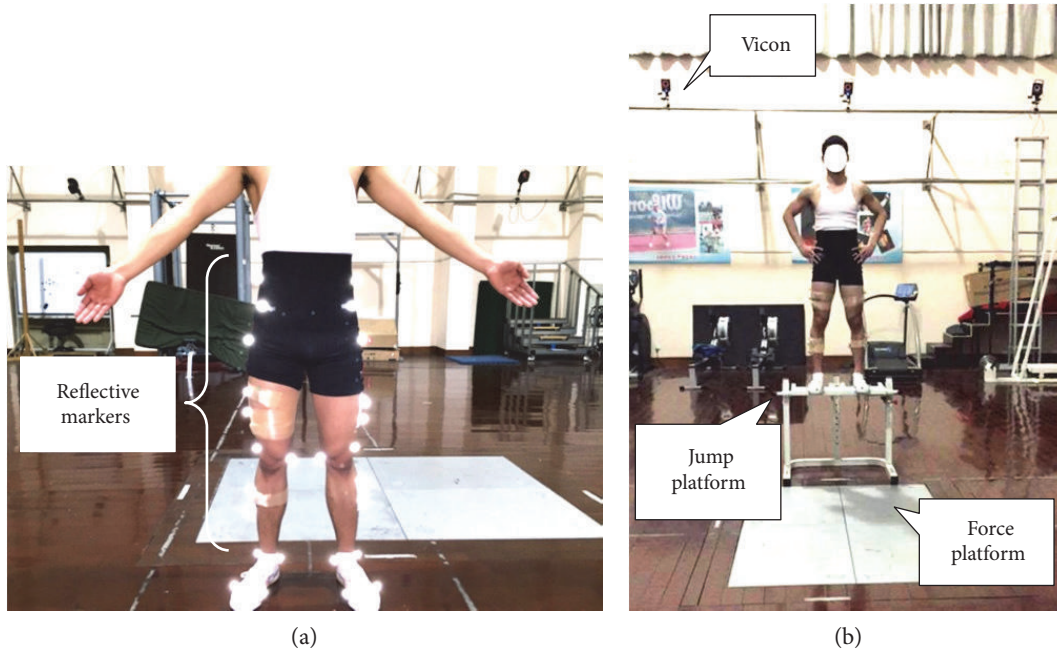 Vicon
Reflective
markers
Jump
platform
Force
platform
(a)
(b)